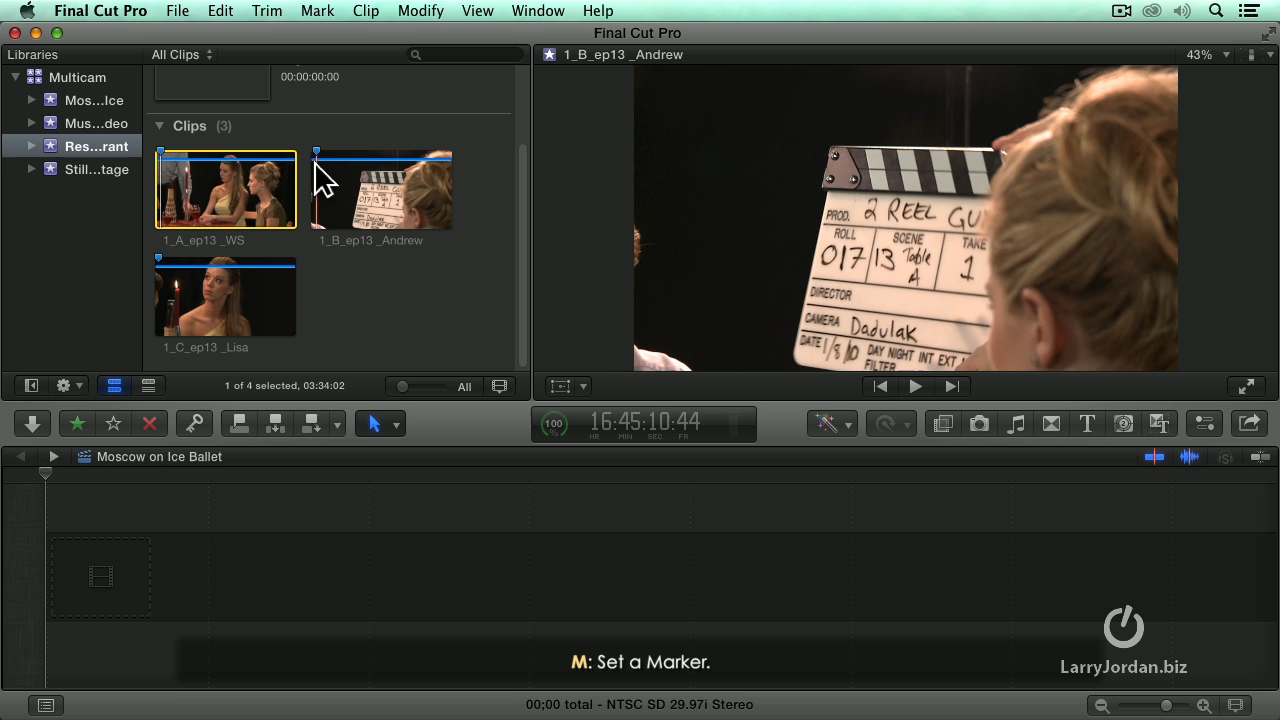 Final Cut Pro File Edit Trim Mark Clip Modify View Window Help
Final Cut Pro
Libraries All Clips 1_B_ep13 _Andrew 43%
00:00:00:00
Multicam
Mos...Ice
Mus...deo
Res...rant
Still...tage
Clips (3)
1_A_ep13 _WS 1_B_ep13 _Andrew
1_C_ep13 _Lisa
PROD. 2 REEL GU
ROLL SCENE TAKE
017 13 Table A 1
DIRECTOR
CAMERA Dadulak
DATE 1/8/10 DAY NIGHT INT EXT
FILTER
1 of 4 selected, 03:34:02 All
100 % 16:45:10:44
HR MIN SEC FR
Moscow on Ice Ballet
M: Set a Marker.
LarryJordan.biz
00;00 total - NTSC SD 29.97i Stereo